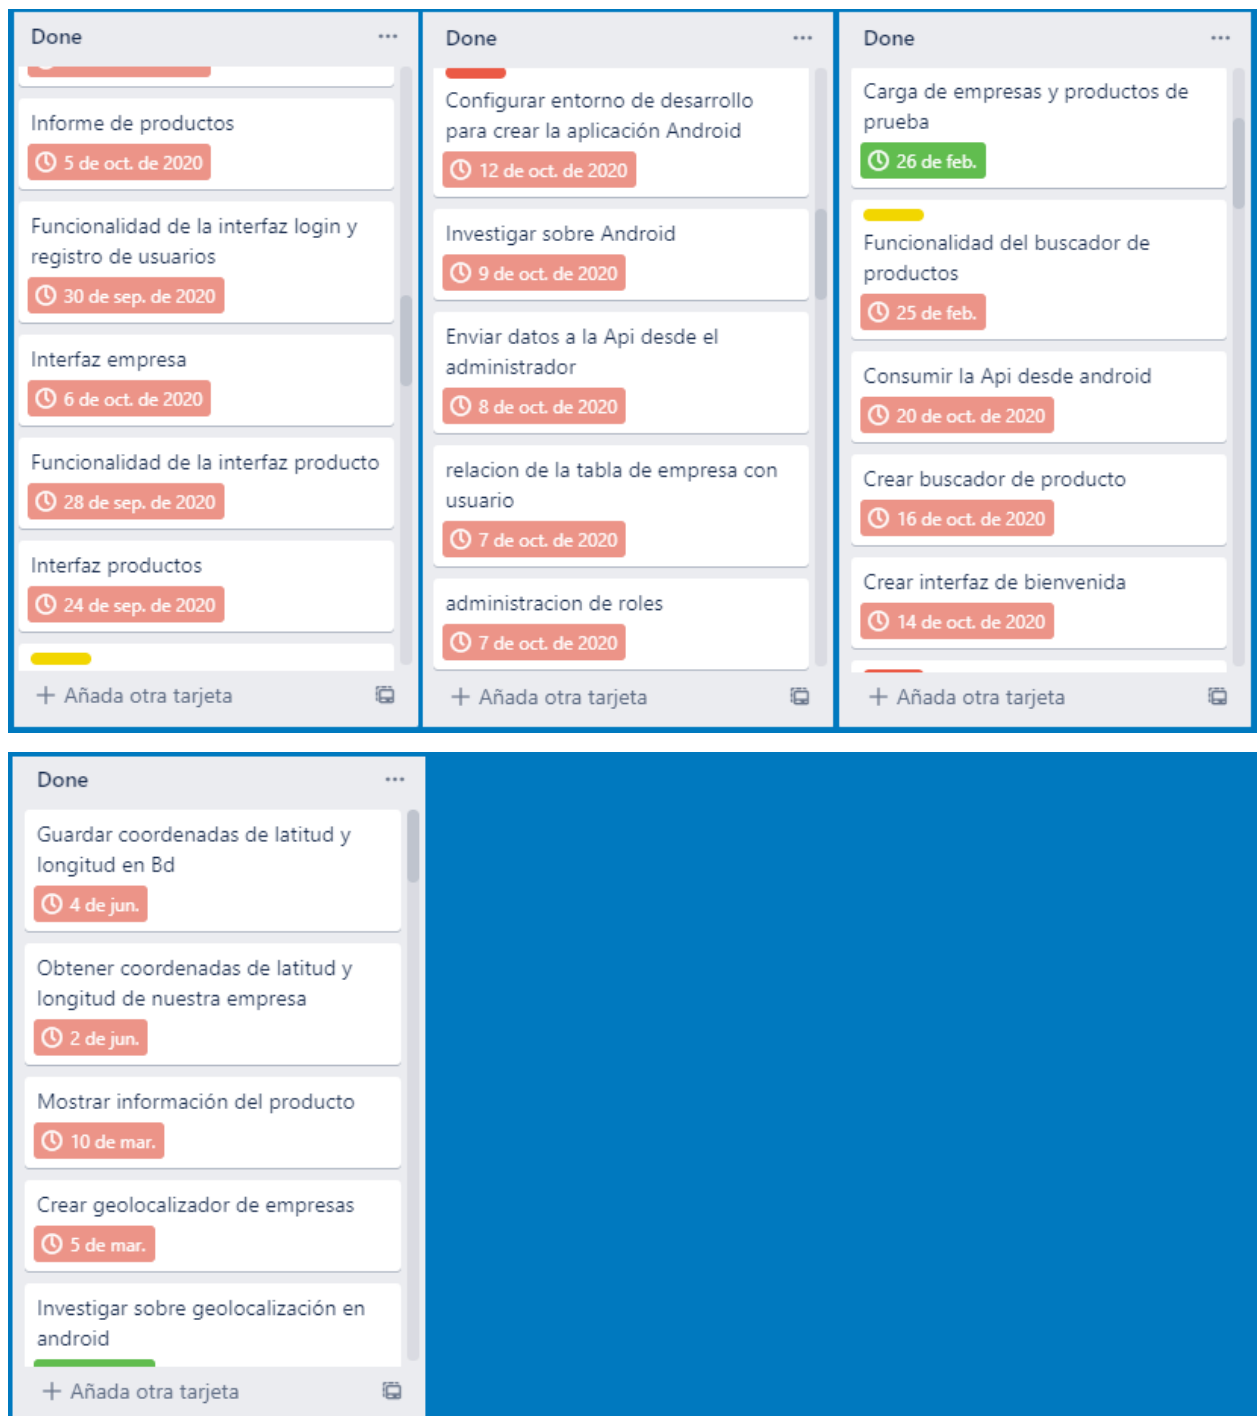 Done
Informe de productos
5 de oct. de 2020
Funcionalidad de la interfaz login y
registro de usuarios
30 de sep. de 2020
Interfaz empresa
6 de oct. de 2020
Funcionalidad de la interfaz producto
28 de sep. de 2020
Interfaz productos
24 de sep. de 2020
+ Añada otra tarjeta
Done
Configurar entorno de desarrollo
para crear la aplicación Android
12 de oct. de 2020
Investigar sobre Android
9 de oct. de 2020
Enviar datos a la Api desde el
administrador
8 de oct. de 2020
relacion de la tabla de empresa con
usuario
7 de oct. de 2020
administracion de roles
7 de oct. de 2020
+ Añada otra tarjeta
Done
Carga de empresas y productos de
prueba
26 de feb.
Funcionalidad del buscador de
productos
25 de feb.
Consumir la Api desde android
20 de oct. de 2020
Crear buscador de producto
16 de oct. de 2020
Crear interfaz de bienvenida
14 de oct. de 2020
+ Añada otra tarjeta
Done
Guardar coordenadas de latitud y
longitud en Bd
4 de jun.
Obtener coordenadas de latitud y
longitud de nuestra empresa
2 de jun.
Mostrar información del producto
10 de mar.
Crear geolocalizador de empresas
5 de mar.
Investigar sobre geolocalización en
android
+ Añada otra tarjeta